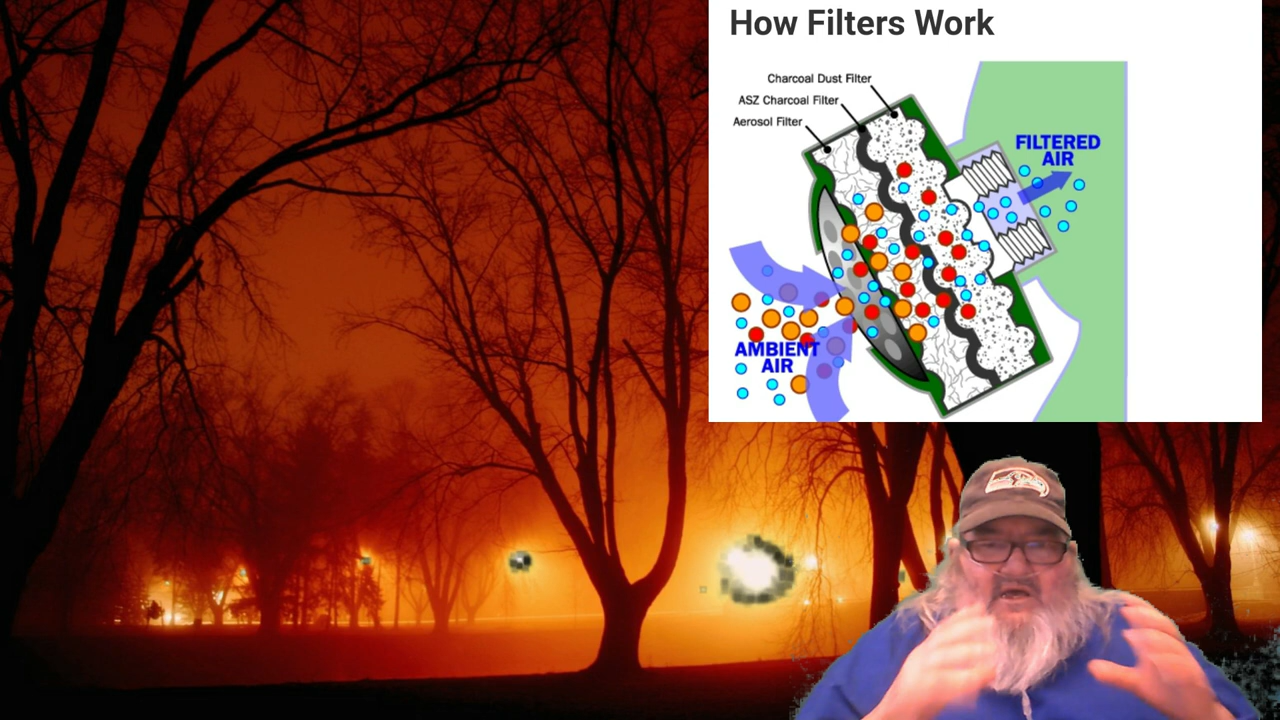 How Filters Work
Charcoal Dust Filter
ASZ Charcoal Filter
Aerosol Filter
FILTERED
AIR
AMBIENT
AIR